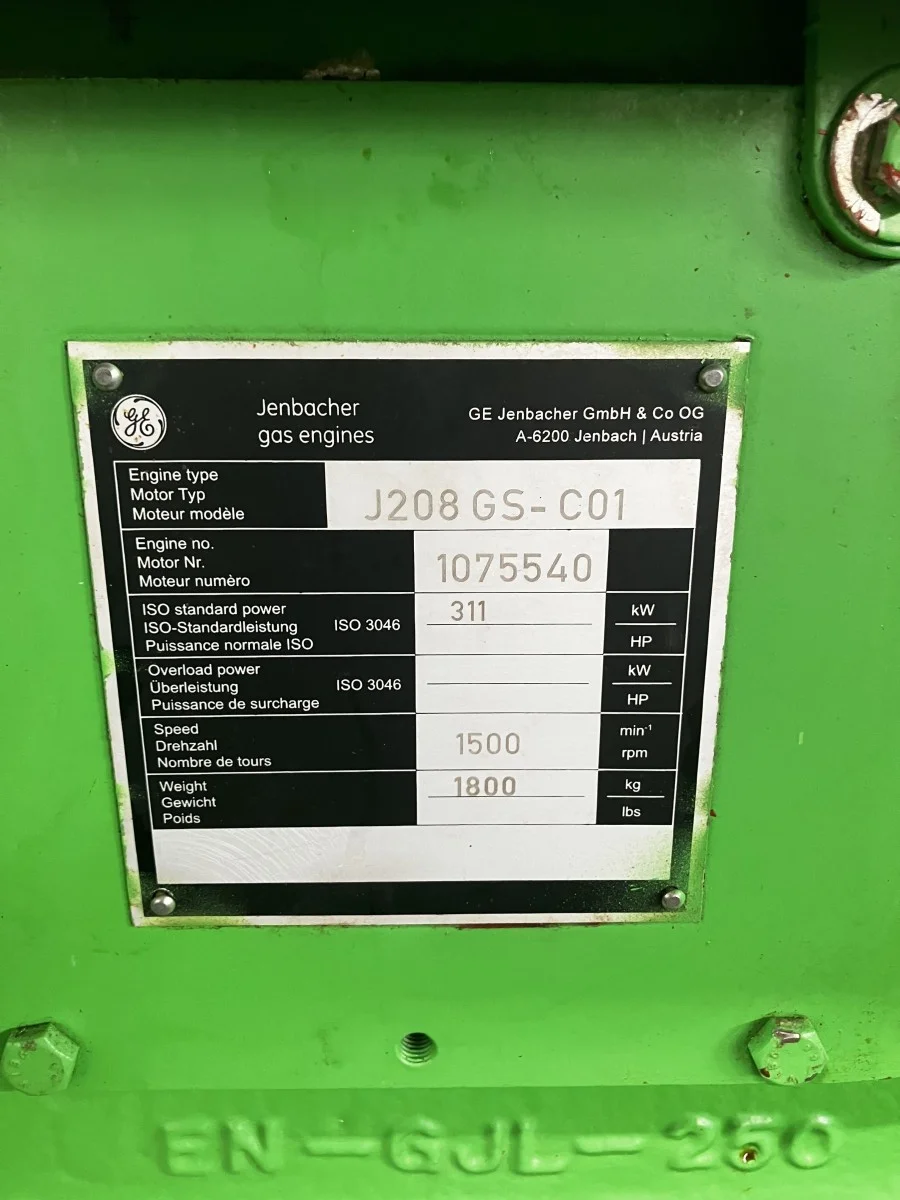 GE
Jenbacher
gas engines
GE Jenbacher GmbH & Co OG
A-6200 Jenbach | Austria
Engine type
Motor Typ
Moteur modèle
J208 GS- C01
Engine no.
Motor Nr.
Moteur numèro
1075540
ISO standard power
ISO-Standardleistung
Puissance normale ISO
ISO 3046
311
kW
HP
Overload power
Überleistung
Puissance de surcharge
ISO 3046
kW
HP
Speed
Drehzahl
Nombre de tours
1500
min⁻¹
rpm
Weight
Gewicht
Poids
1800
kg
lbs
EN-GJL-250